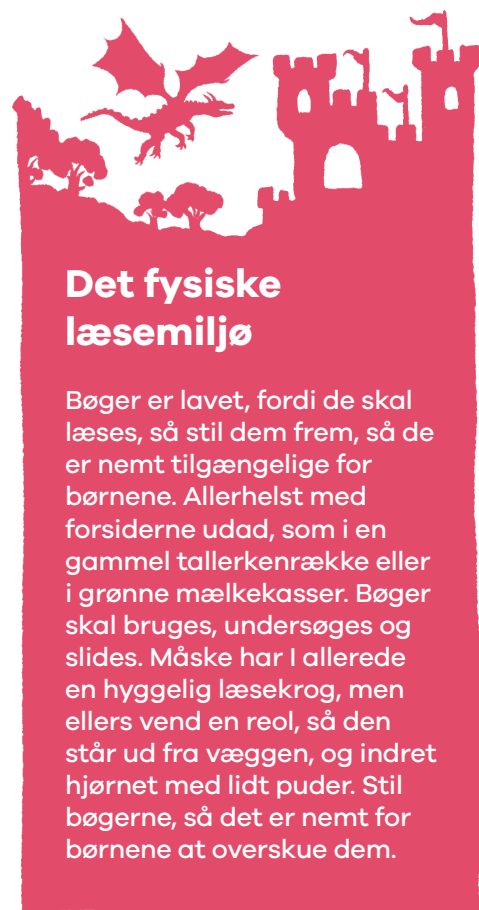 Det fysiske
læsemiljø
Bøger er lavet, fordi de skal
læses, så stil dem frem, så de
er nemt tilgængelige for
børnene. Allerhelst med
forsiderne udad, som i en
gammel tallerkenrække eller
i grønne mælkekasser. Bøger
skal bruges, undersøges og
slides. Måske har I allerede
en hyggelig læsekrog, men
ellers vend en reol, så den
står ud fra væggen, og indret
hjørnet med lidt puder. Stil
bøgerne, så det er nemt for
børnene at overskue dem.